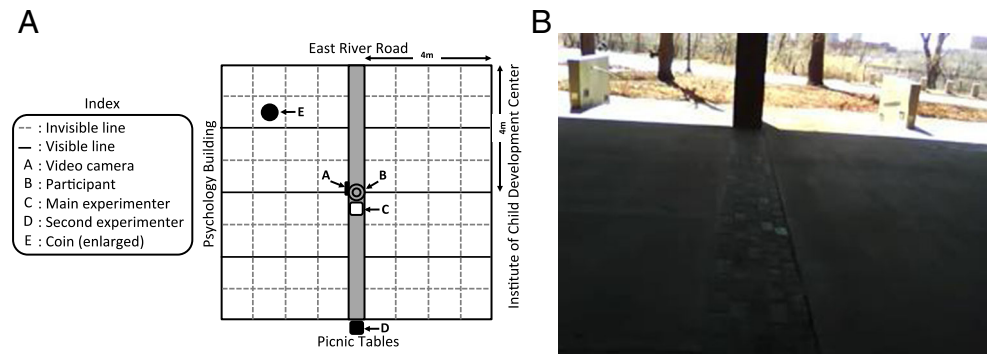 A
B
East River Road
4m
Index
--- : Invisible line
— : Visible line
A : Video camera
B : Participant
C : Main experimenter
D : Second experimenter
E : Coin (enlarged)
Psychology Building
E
4m
A
B
C
D
Picnic Tables
Institute of Child Development Center